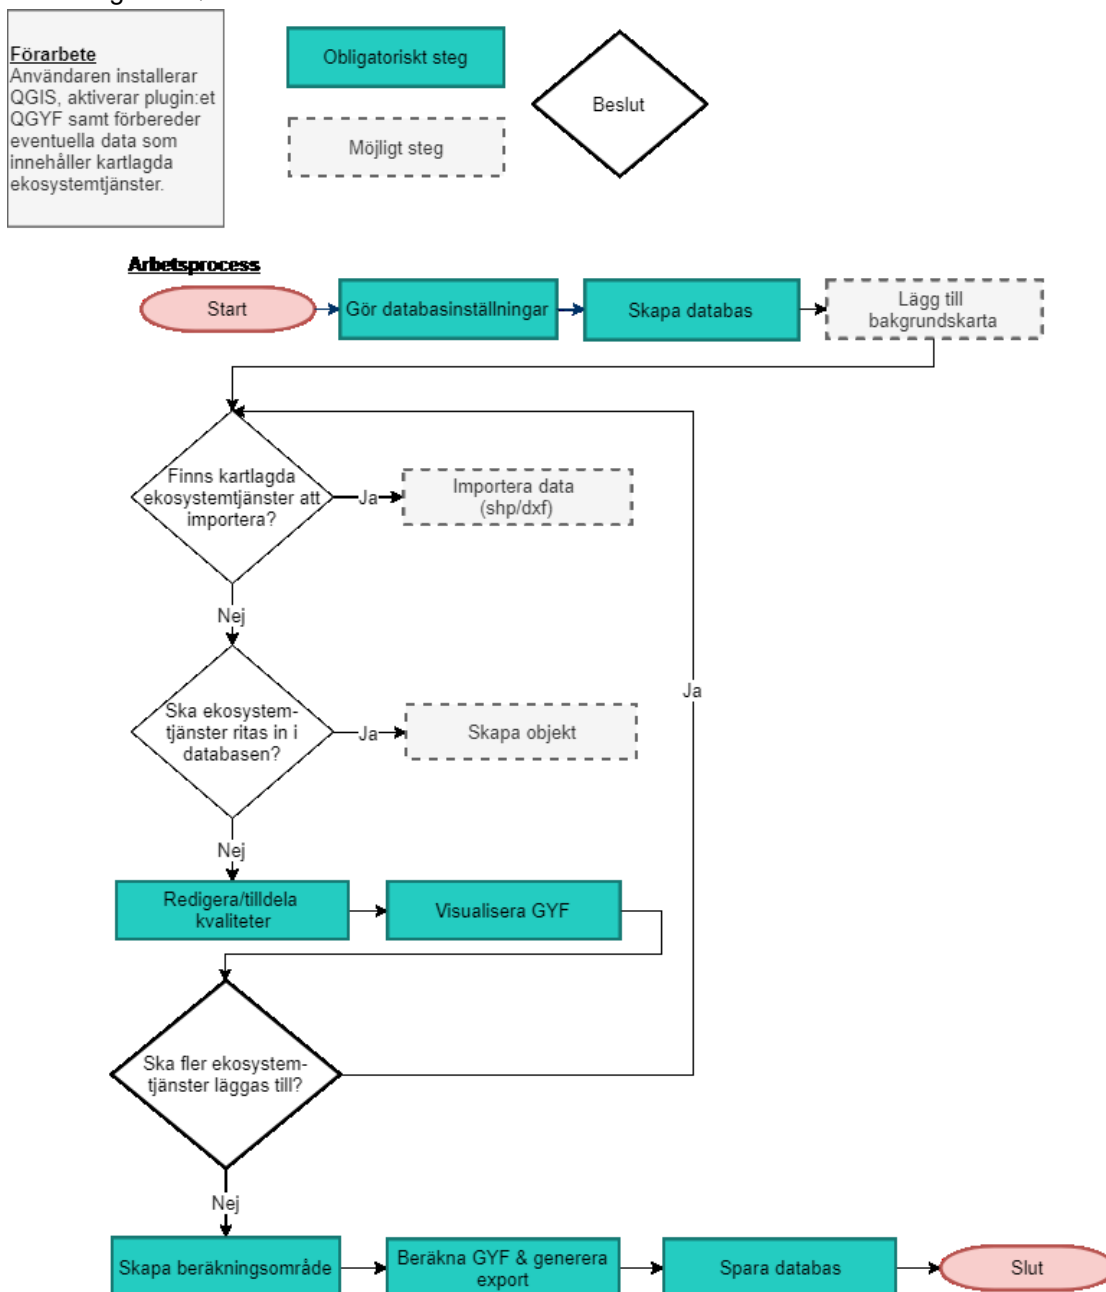 Förarbete
Användaren installerar
QGIS, aktiverar plugin:et
QGYF samt förbereder
eventuella data som
innehåller kartlagda
ekosystemtjänster.
Obligatoriskt steg
Möjligt steg
Beslut
Arbetsprocess
Start
Gör databasinställningar
Skapa databas
Lägg till
bakgrundskarta
Finns kartlagda
ekosystemtjänster att
importera?
Ja
Importera data
(shp/dxf)
Nej
Ska ekosystem-
tjänster ritas in i
databasen?
Ja
Skapa objekt
Ja
Nej
Redigera/tilldela
kvaliteter
Visualisera GYF
Ska fler ekosystem-
tjänster läggas till?
Nej
Skapa beräkningsområde
Beräkna GYF & generera
export
Spara databas
Slut